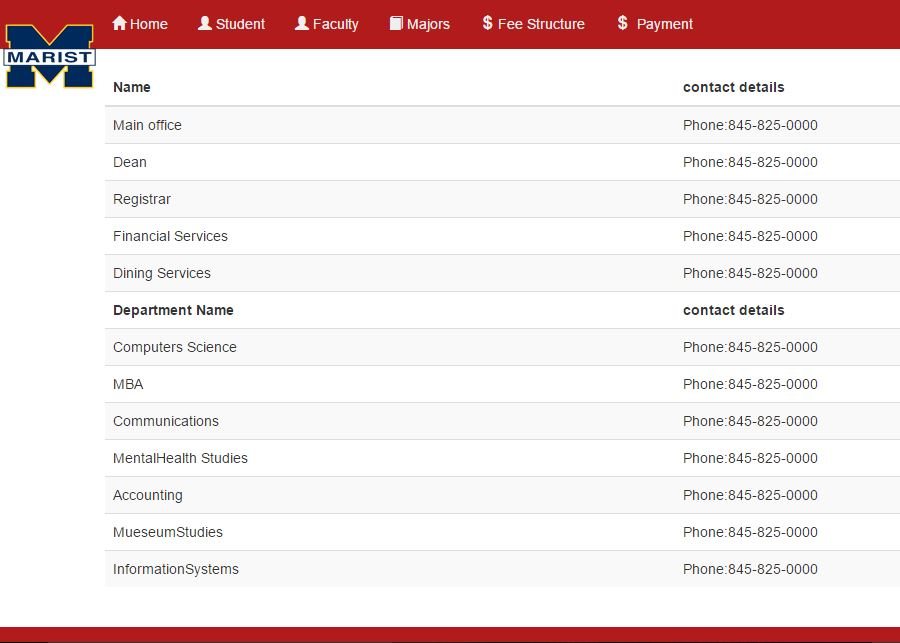 Home Student Faculty Majors $ Fee Structure $ Payment
MARIST
Name contact details
Main office Phone:845-825-0000
Dean Phone:845-825-0000
Registrar Phone:845-825-0000
Financial Services Phone:845-825-0000
Dining Services Phone:845-825-0000
Department Name contact details
Computers Science Phone:845-825-0000
MBA Phone:845-825-0000
Communications Phone:845-825-0000
MentalHealth Studies Phone:845-825-0000
Accounting Phone:845-825-0000
MueseumStudies Phone:845-825-0000
InformationSystems Phone:845-825-0000